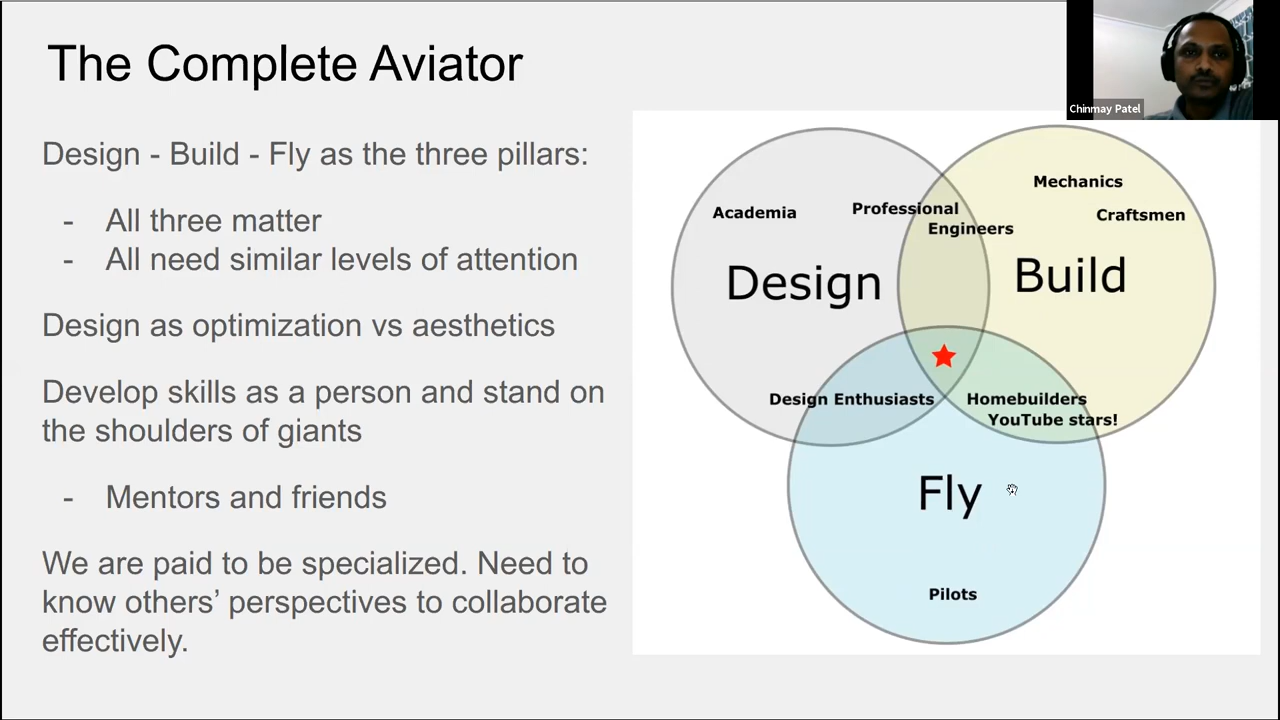 The Complete Aviator
Chinmay Patel
Design - Build - Fly as the three pillars:
- All three matter
- All need similar levels of attention
Design as optimization vs aesthetics
Develop skills as a person and stand on
the shoulders of giants
- Mentors and friends
We are paid to be specialized. Need to
know others’ perspectives to collaborate
effectively.
Academia
Professional
Engineers
Mechanics
Craftsmen
Design
Build
Design Enthusiasts
Homebuilders
YouTube stars!
Fly
Pilots